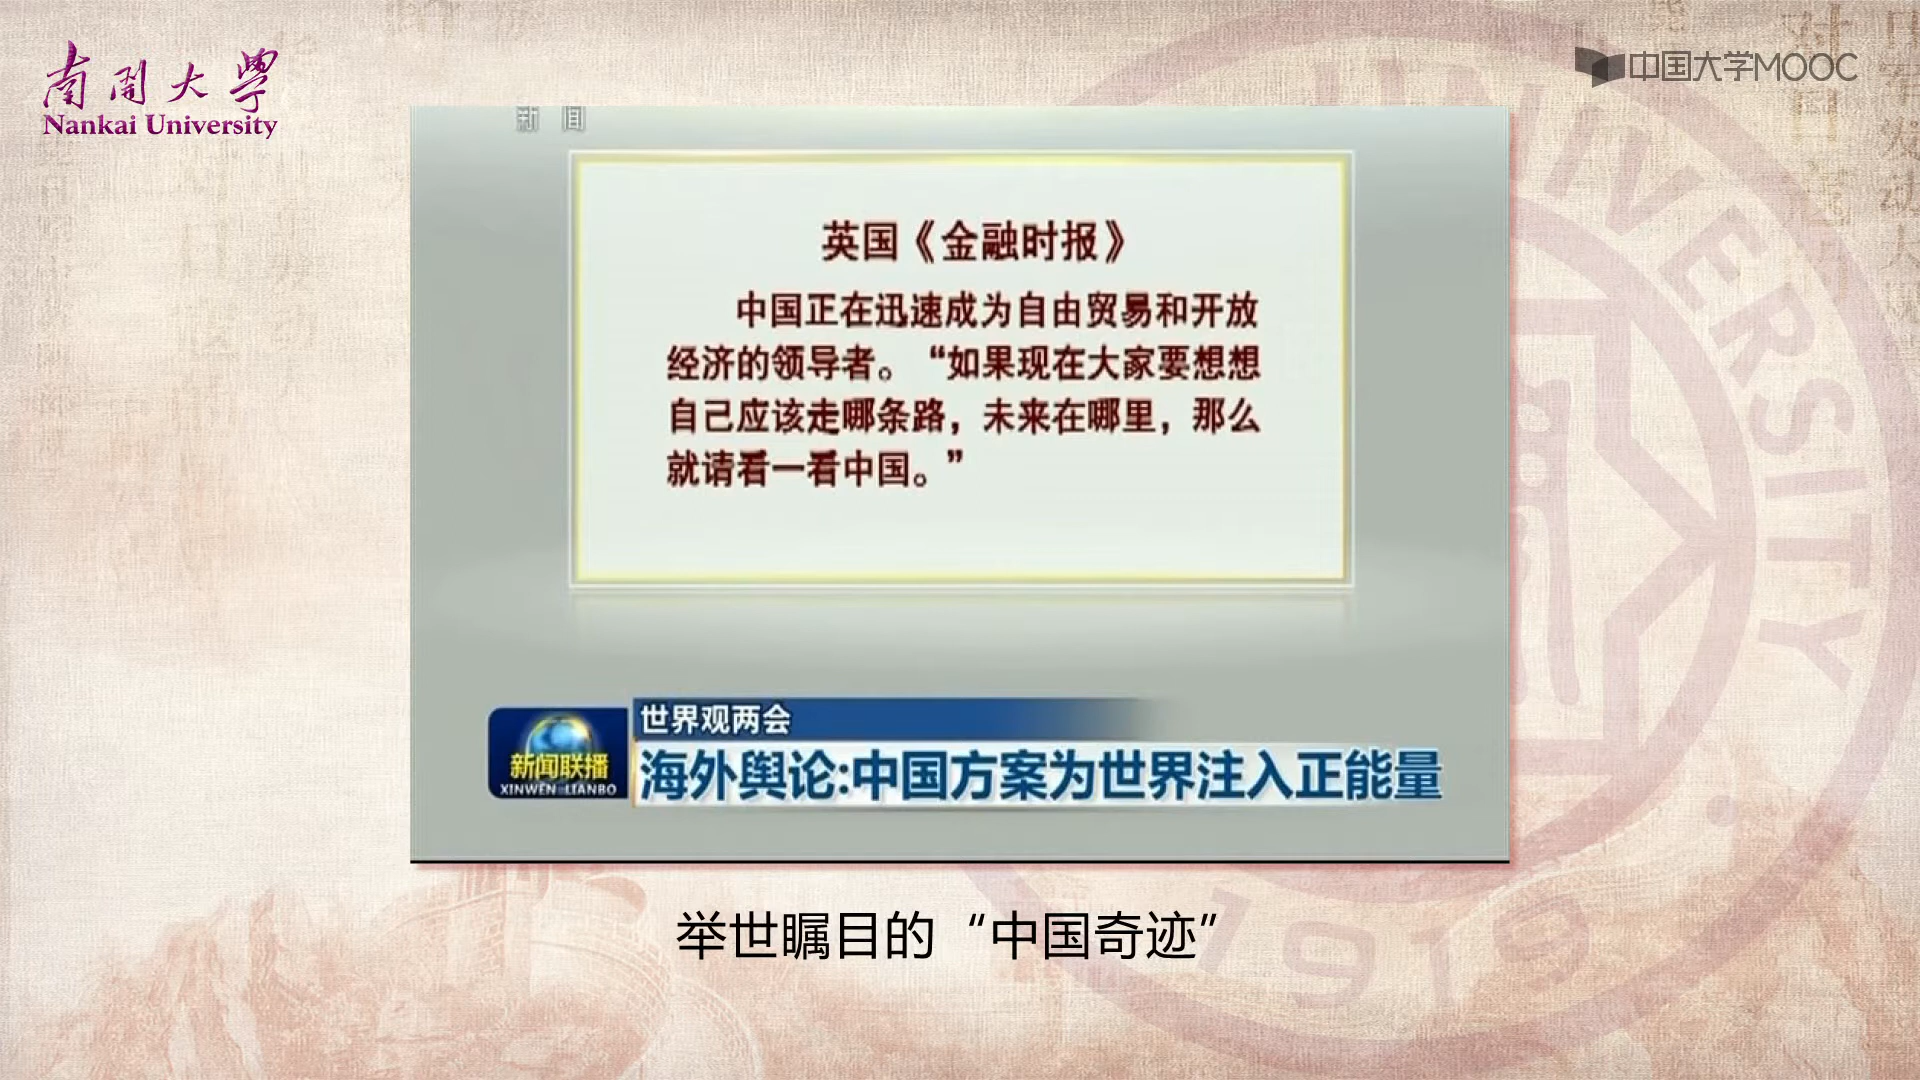 南开大学
Nankai University
中国大学MOOC
新 闻
英国《金融时报》
中国正在迅速成为自由贸易和开放
经济的领导者。“如果现在大家要想想
自己应该走哪条路，未来在哪里，那么
就请看一看中国。”
世界观两会
新闻联播
XINWEN LIANBO
海外舆论:中国方案为世界注入正能量
举世瞩目的“中国奇迹”
UNIVERSITY
1919